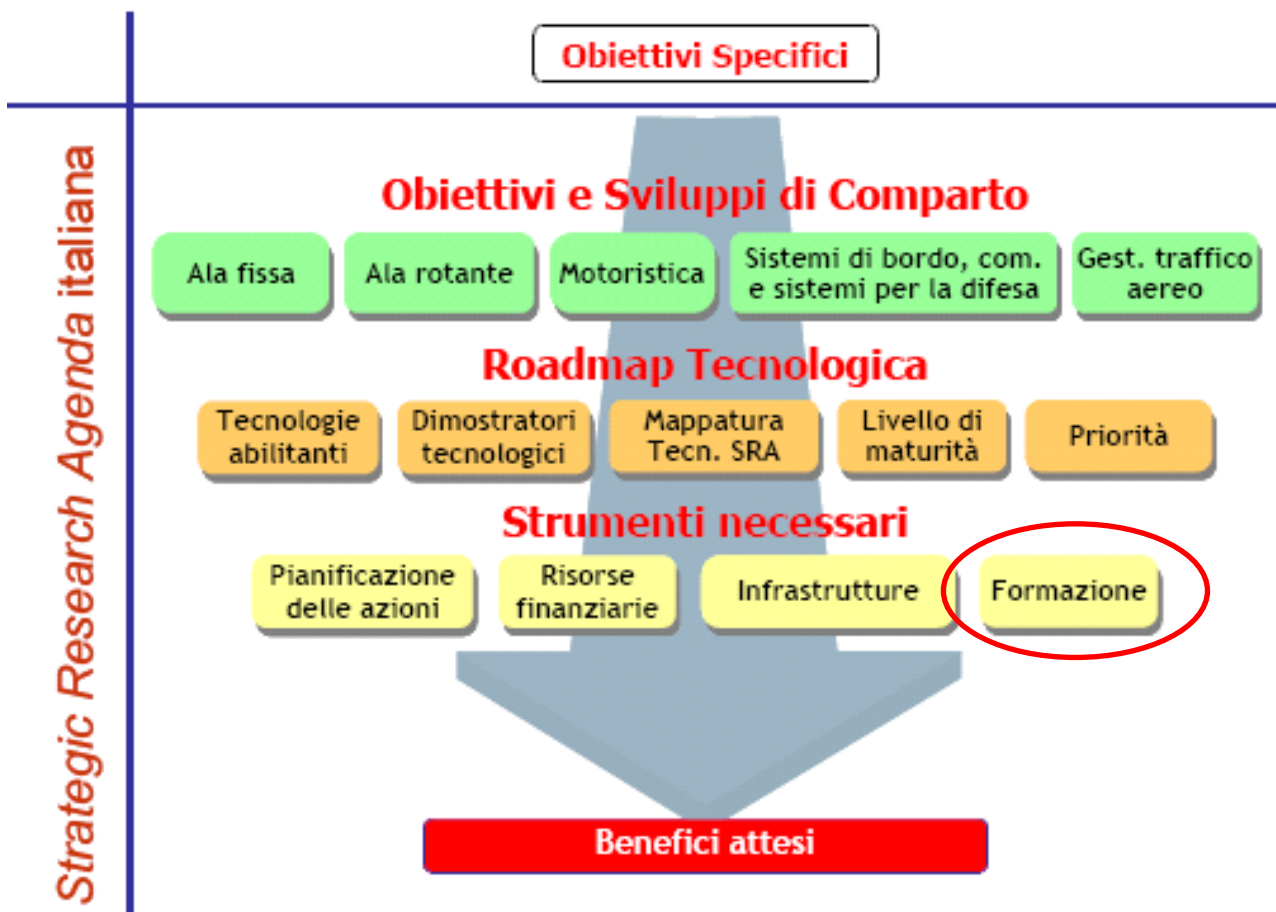 Obiettivi Specifici
Strategic Research Agenda italiana
Obiettivi e Sviluppi di Comparto
Ala fissa
Ala rotante
Motoristica
Sistemi di bordo, com.
e sistemi per la difesa
Gest. traffico
aereo
Roadmap Tecnologica
Tecnologie
abilitanti
Dimostratori
tecnologici
Mappatura
Tecn. SRA
Livello di
maturità
Priorità
Strumenti necessari
Pianificazione
delle azioni
Risorse
finanziarie
Infrastrutture
Formazione
Benefici attesi